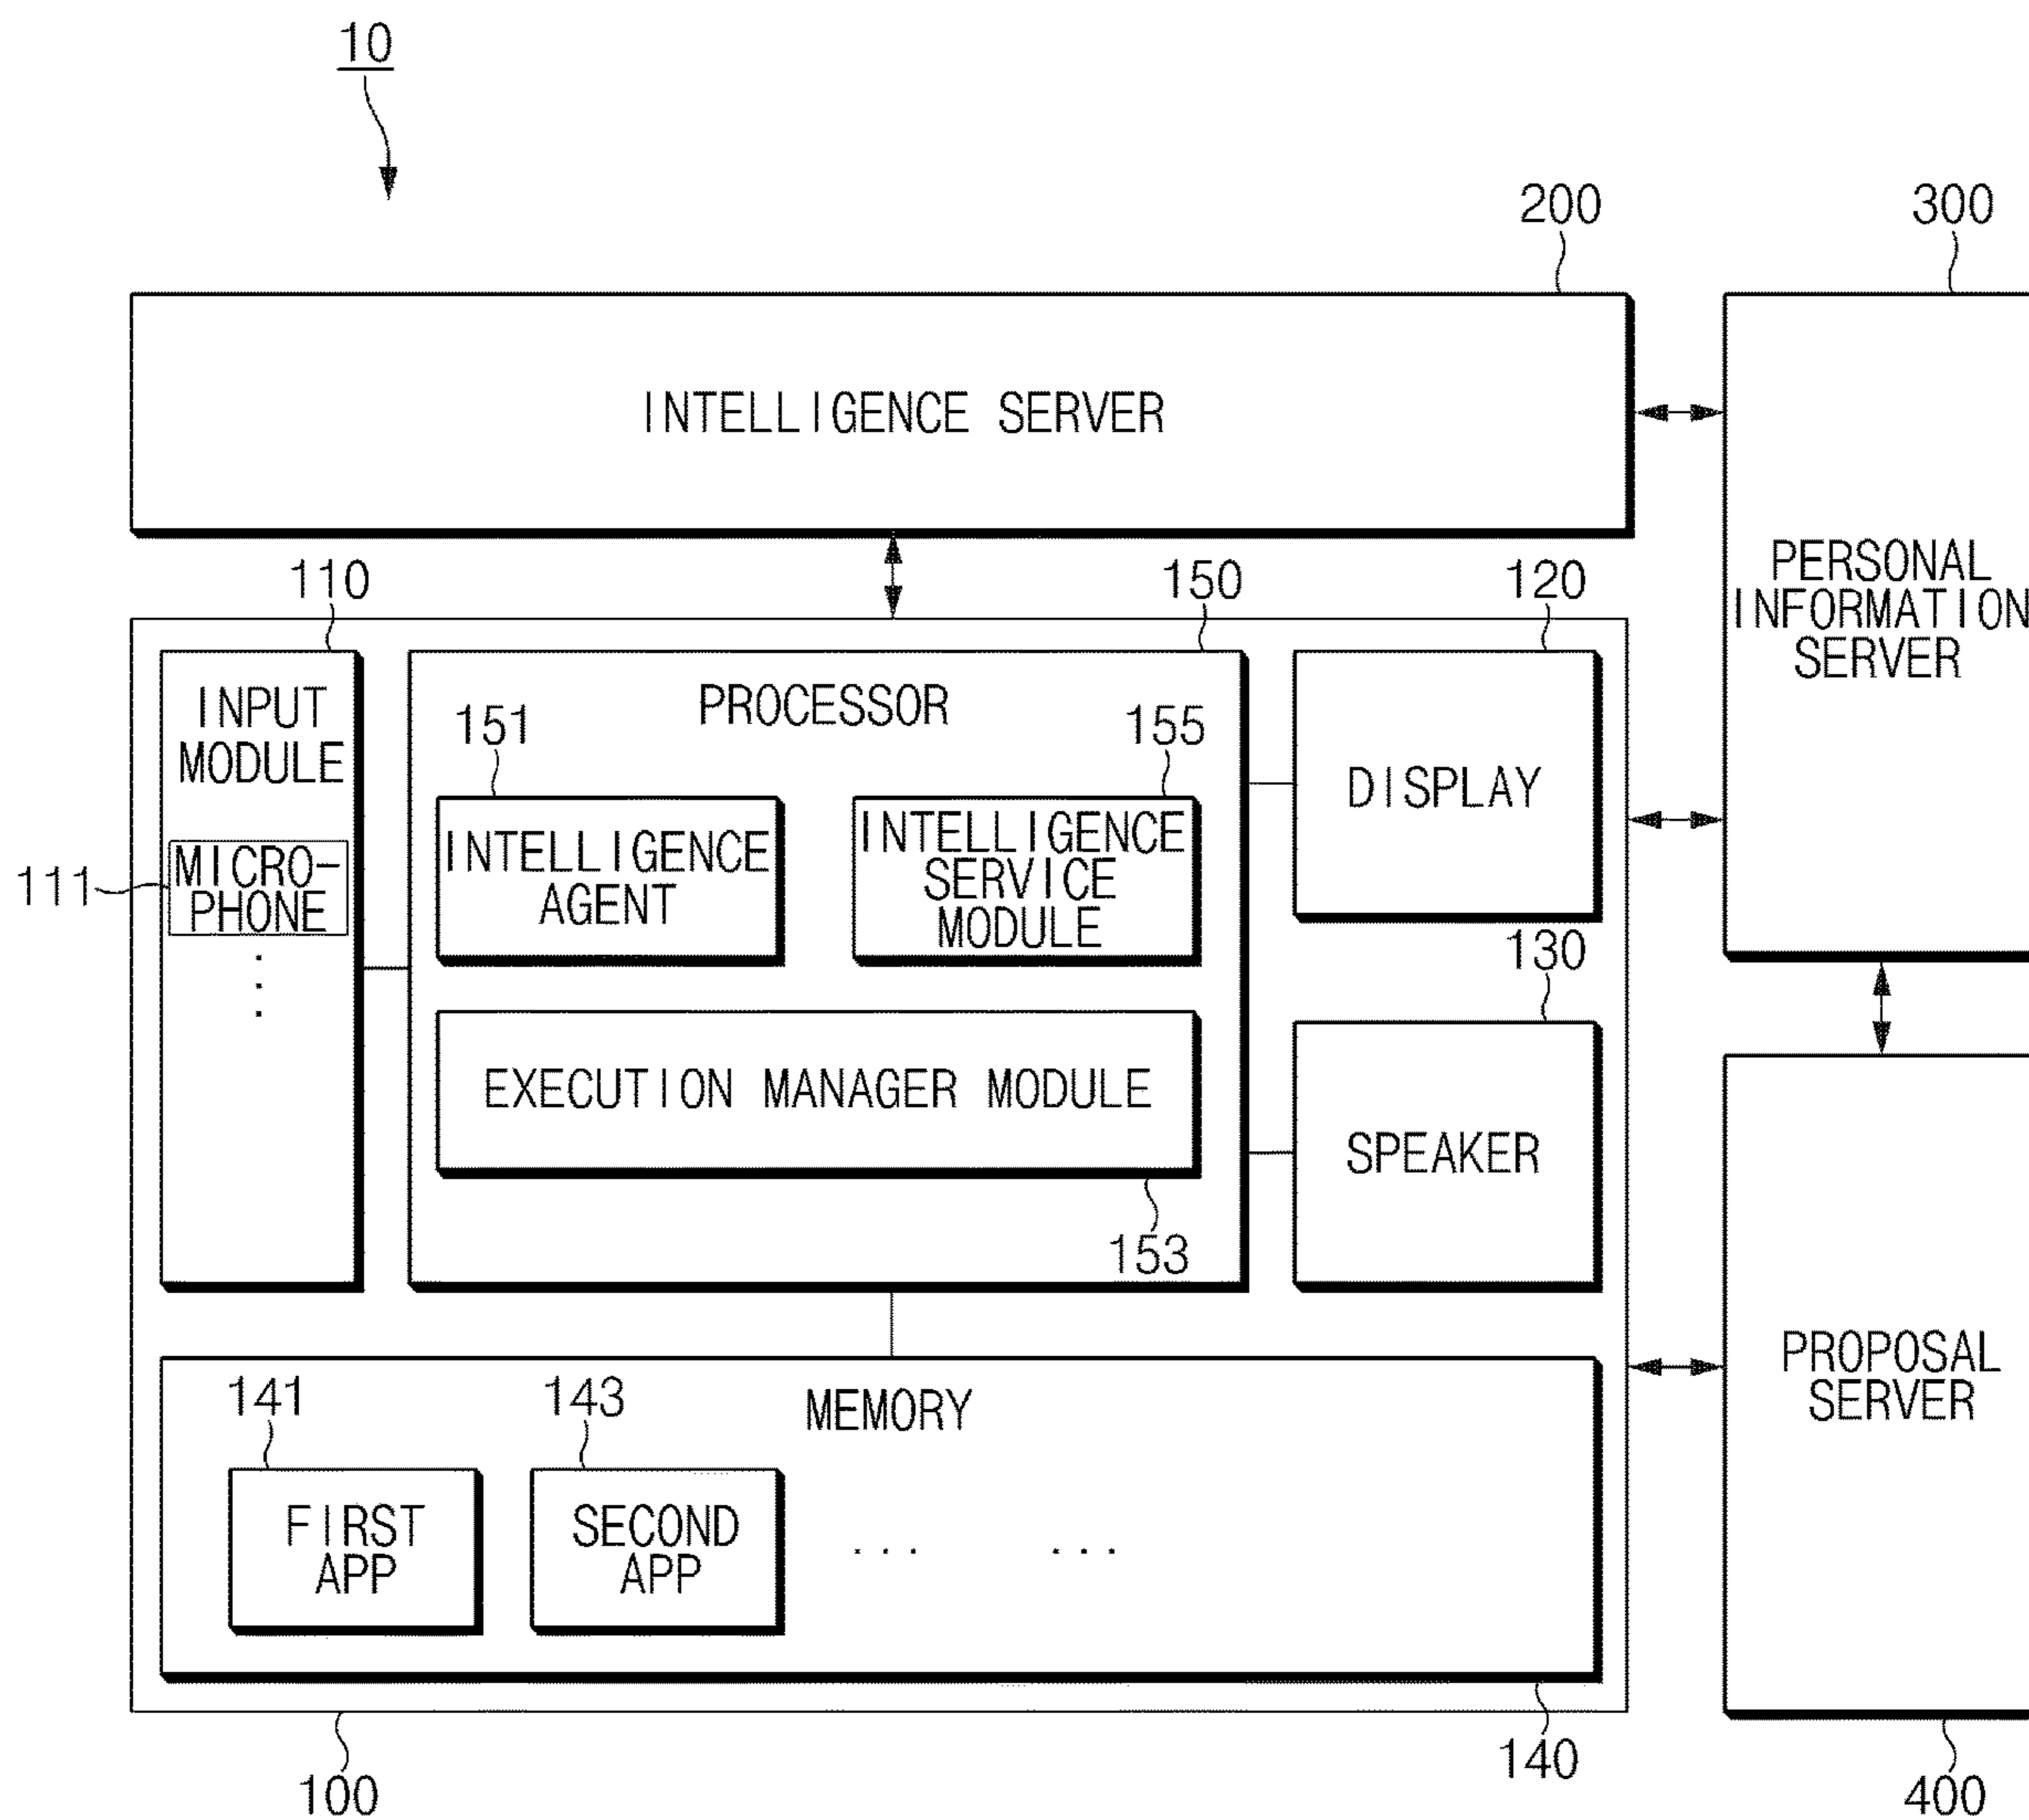 10
200
300
INTELLIGENCE SERVER
110
150
120
PERSONAL
INFORMATION
SERVER
INPUT
MODULE
PROCESSOR
151
155
DISPLAY
INTELLIGENCE
AGENT
INTELLIGENCE
SERVICE
MODULE
111
MICRO-
PHONE
130
EXECUTION MANAGER MODULE
SPEAKER
153
PROPOSAL
SERVER
141
143
MEMORY
FIRST
APP
SECOND
APP
... ...
140
100
400